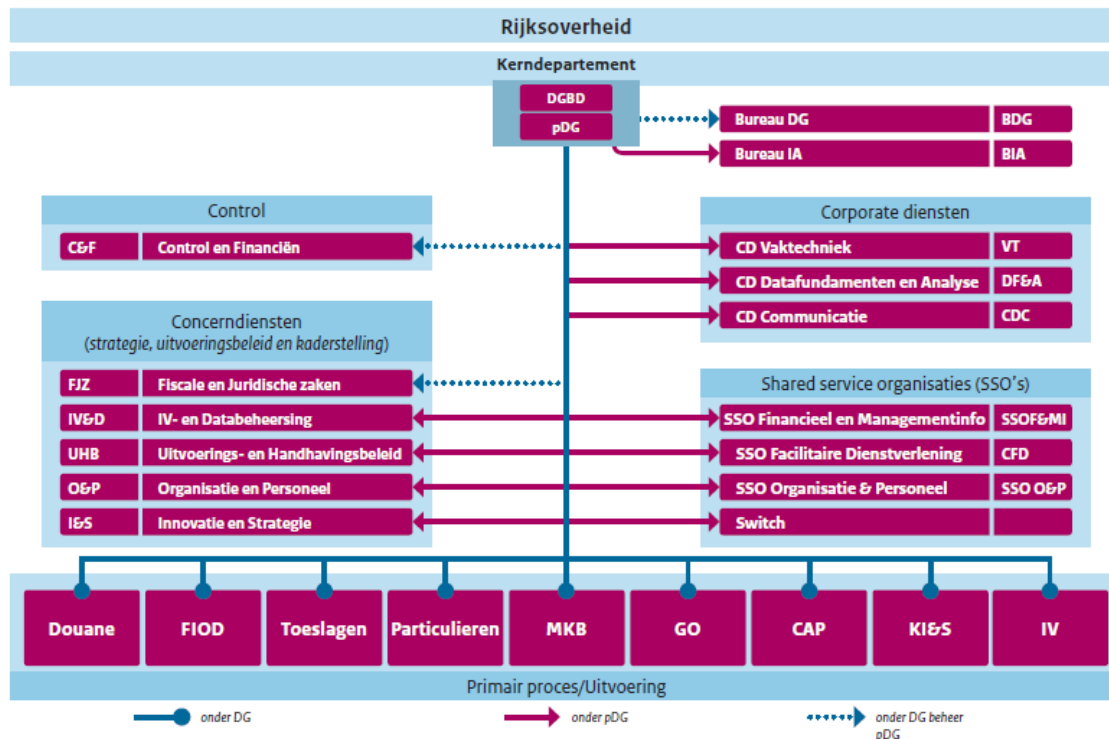 Rijksoverheid
Kerndepartement
DGBD
pDG
Bureau DG BDG
Bureau IA BIA
Control
C&F Control en Financiën
Corporate diensten
CD Vaktechniek VT
CD Datafundamenten en Analyse DF&A
CD Communicatie CDC
Concerndiensten
(strategie, uitvoeringsbeleid en kaderstelling)
FJZ Fiscale en Juridische zaken
IV&D IV- en Databeheersing
UHB Uitvoerings- en Handhavingsbeleid
O&P Organisatie en Personeel
I&S Innovatie en Strategie
Shared service organisaties (SSO's)
SSO Financieel en Managementinfo SSOF&MI
SSO Facilitaire Dienstverlening CFD
SSO Organisatie & Personeel SSO O&P
Switch
Douane FIOD Toeslagen Particulieren MKB GO CAP KI&S IV
Primair proces/Uitvoering
onder DG
onder pDG
onder DG beheer
pDG